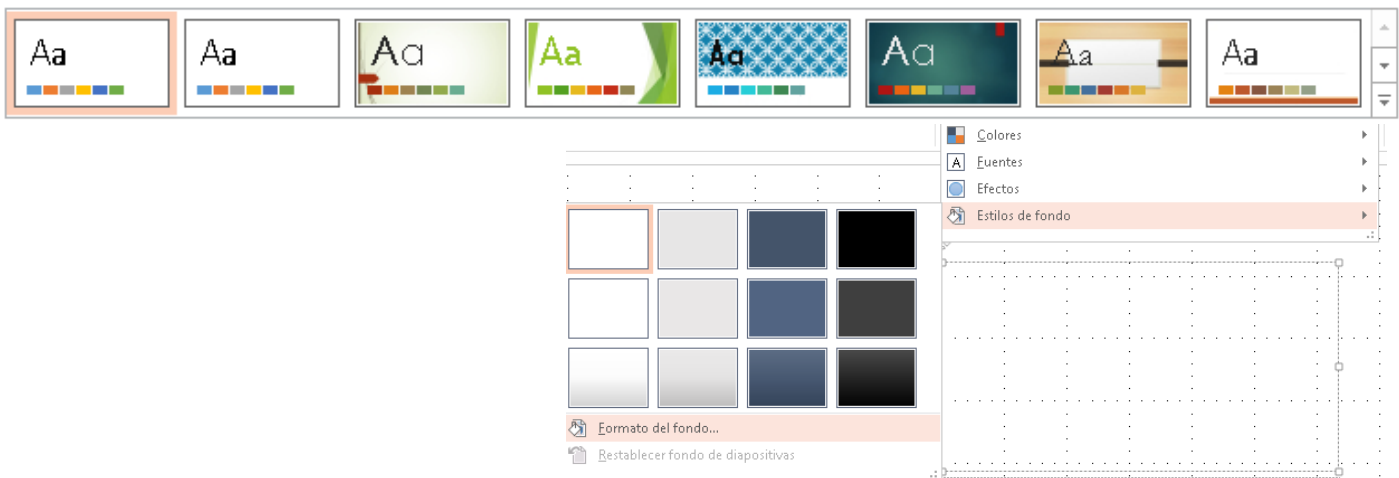 Aa
Aa
Aa
Aa
Aa
Aa
Aa
Aa
Colores
A Fuentes
Efectos
Estilos de fondo
Formato del fondo...
Restablecer fondo de diapositivas